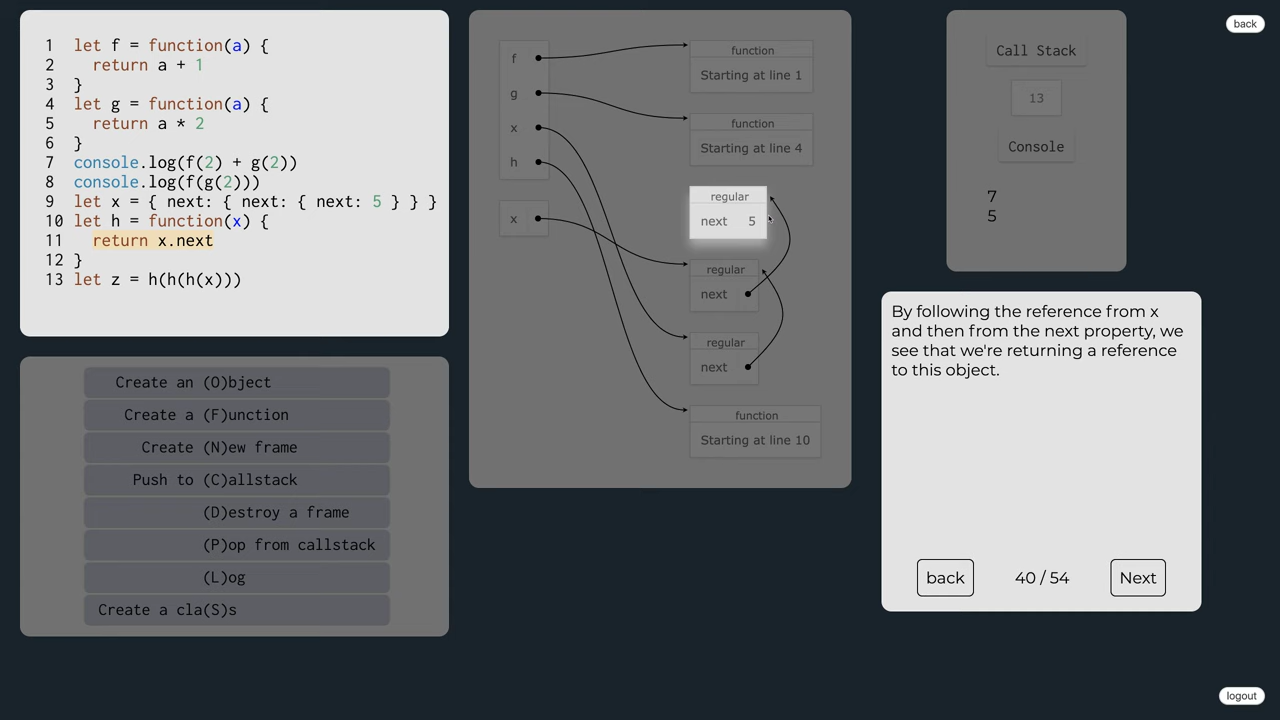 back
1 let f = function(a) {
2 return a + 1
3 }
4 let g = function(a) {
5 return a * 2
6 }
7 console.log(f(2) + g(2))
8 console.log(f(g(2)))
9 let x = { next: { next: { next: 5 } } }
10 let h = function(x) {
11 return x.next
12 }
13 let z = h(h(h(x)))
Create an (O)bject
Create a (F)unction
Create (N)ew frame
Push to (C)allstack
(D)estroy a frame
(P)op from callstack
(L)og
Create a cla(S)s
f
g
x
h
x
function
Starting at line 1
function
Starting at line 4
regular
next 5
regular
next
regular
next
function
Starting at line 10
Call Stack
13
Console
7
5
By following the reference from x
and then from the next property, we
see that we're returning a reference
to this object.
back 40 / 54 Next
logout